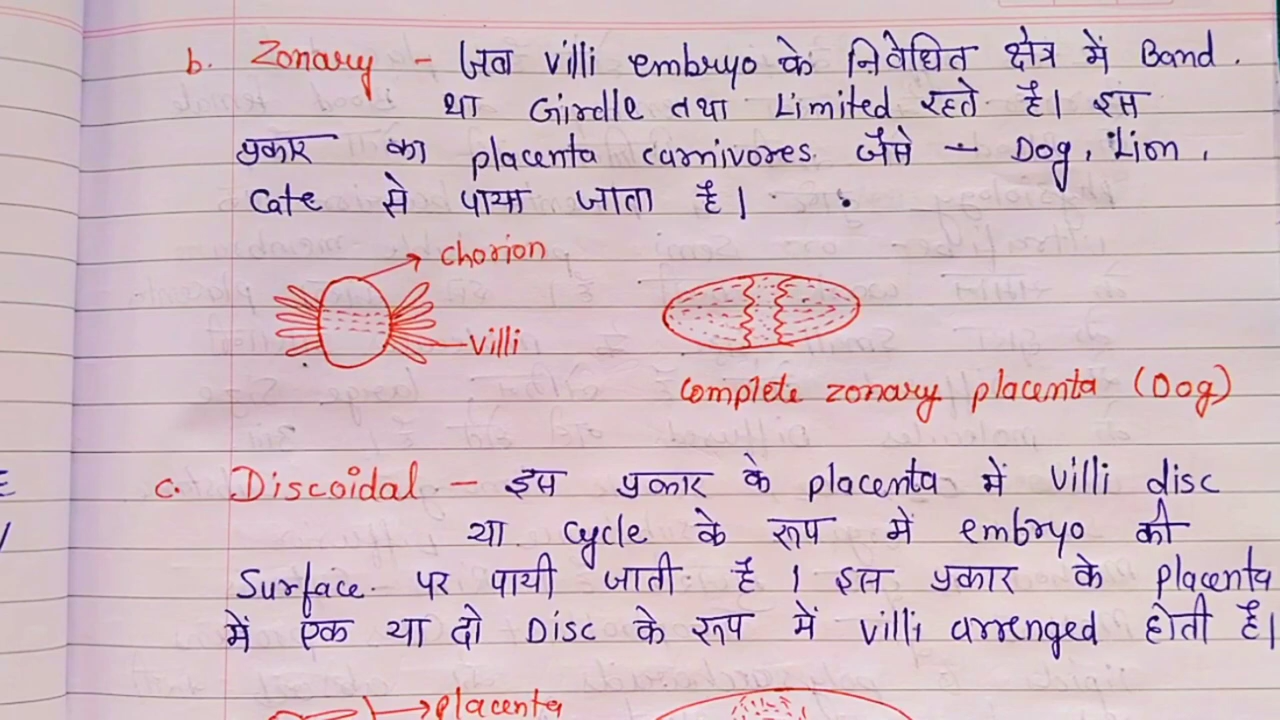 b. Zonary - जब villi embryo के निवेधित क्षेत्र में Band.
था Girdle तथा Limited रहते है। इस
प्रकार का placenta carnivores. जैसे - Dog, Lion,
Cate से पाया जाता है।
chorion
villi
complete zonary placenta (Dog)
c. Discoidal - इस प्रकार के placenta में villi disc
या cycle के रूप में embryo की
Surface. पर पायी जाती है । इस प्रकार के placenta
में एक या दो Disc के रूप में villi arrenged होती है।
placenta